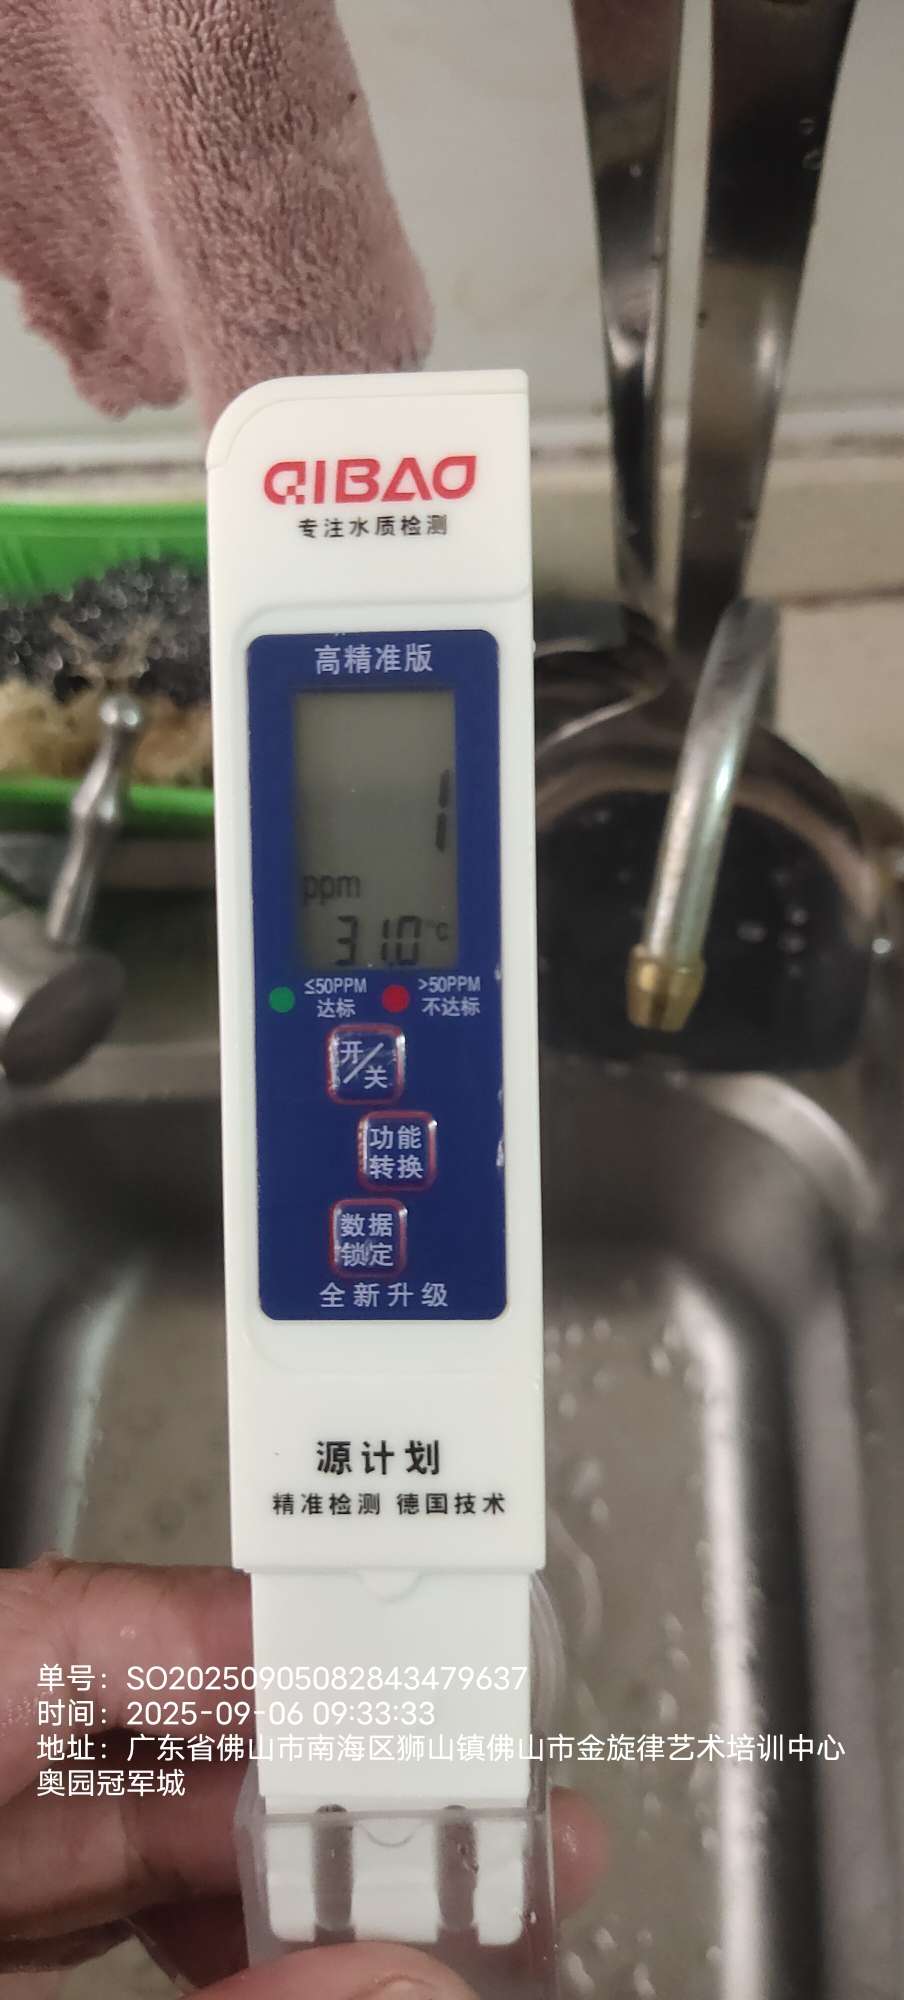 QIBAO
专注水质检测
高精准版
1
ppm
31.0 °C
≤50PPM >50PPM
达标 不达标
开/关
功能
转换
数据
锁定
全新升级
源计划
精准检测 德国技术
单号：SO20250905082843479637
时间：2025-09-06 09:33:33
地址：广东省佛山市南海区狮山镇佛山市金旋律艺术培训中心
奥园冠军城